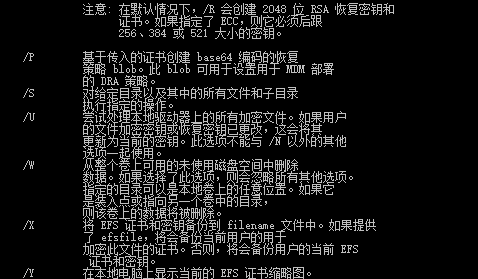 注意: 在默认情况下，/R 会创建 2048 位 RSA 恢复密钥和
证书。如果指定了 ECC，则它必须后跟
256、384 或 521 大小的密钥。
/P 基于传入的证书创建 base64 编码的恢复
策略 blob。此 blob 可用于设置用于 MDM 部署
的 DRA 策略。
/S 对给定目录以及其中的所有文件和子目录
执行指定的操作。
/U 尝试处理本地驱动器上的所有加密文件。如果用户
的文件加密密钥或恢复密钥已更改，这会将其
更新为当前的密钥。此选项不能与 /N 以外的其他
选项一起使用。
/W 从整个卷上可用的未使用磁盘空间中删除
数据。如果选择了此选项，则会忽略所有其他选项。
指定的目录可以是本地卷上的任意位置。如果它
是装入点或指向另一个卷中的目录，
则该卷上的数据将被删除。
/X 将 EFS 证书和密钥备份到 filename 文件中。如果提供
了 efsfile，将会备份当前用户的用于
加密此文件的证书。否则，将会备份用户的当前 EFS
证书和密钥。
/Y 在本地电脑上显示当前的 EFS 证书缩略图。